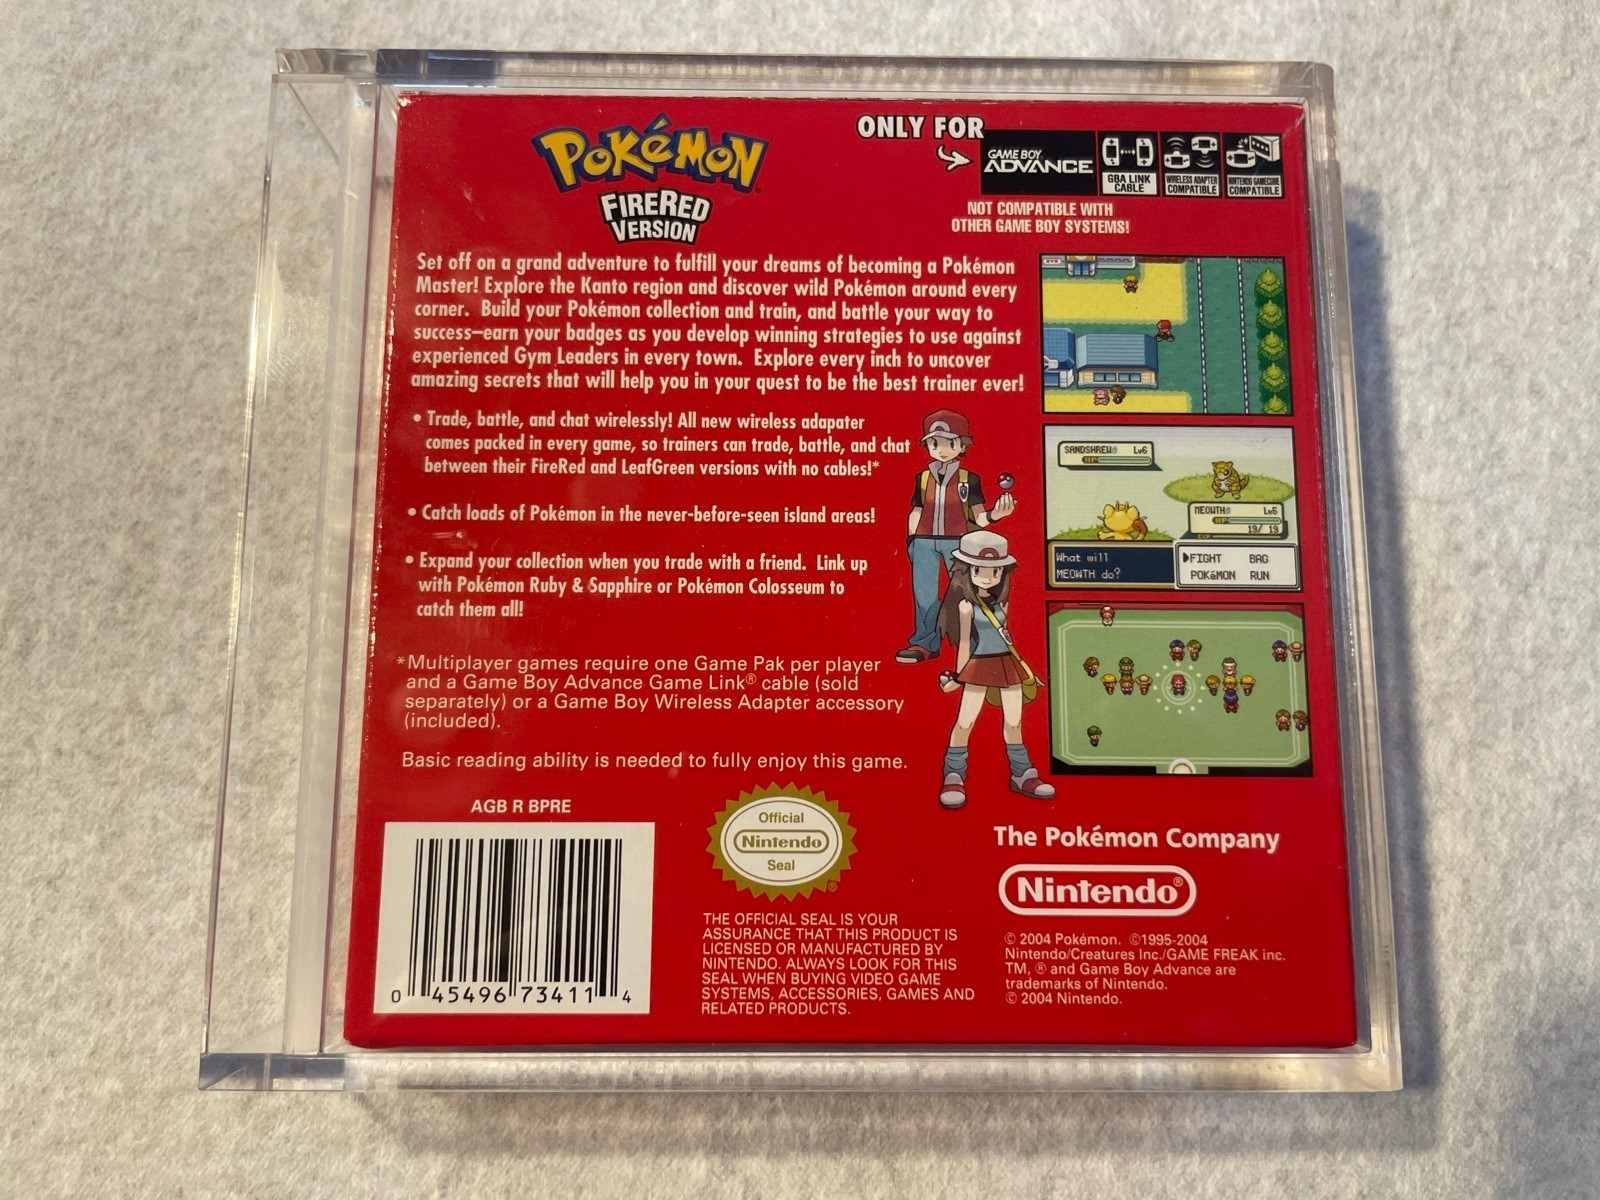 POKéMON
FIRERED
VERSION
ONLY FOR
GAME BOY
ADVANCE
GBA LINK
CABLE
WIRELESS ADAPTER
COMPATIBLE
NINTENDO GAMECUBE
COMPATIBLE
NOT COMPATIBLE WITH
OTHER GAME BOY SYSTEMS!
Set off on a grand adventure to fulfill your dreams of becoming a Pokémon
Master! Explore the Kanto region and discover wild Pokémon around every
corner. Build your Pokémon collection and train, and battle your way to
success—earn your badges as you develop winning strategies to use against
experienced Gym Leaders in every town. Explore every inch to uncover
amazing secrets that will help you in your quest to be the best trainer ever!
• Trade, battle, and chat wirelessly! All new wireless adapater
comes packed in every game, so trainers can trade, battle, and chat
between their FireRed and LeafGreen versions with no cables!*
• Catch loads of Pokémon in the never-before-seen island areas!
• Expand your collection when you trade with a friend. Link up
with Pokémon Ruby & Sapphire or Pokémon Colosseum to
catch them all!
*Multiplayer games require one Game Pak per player
and a Game Boy Advance Game Link® cable (sold
separately) or a Game Boy Wireless Adapter accessory
(included).
Basic reading ability is needed to fully enjoy this game.
SANDSHREW♂ Lv6
HP
MEOWTH♂ Lv6
HP
19/ 19
What will
MEOWTH do?
▶FIGHT BAG
POKéMON RUN
AGB R BPRE
0 45496 73411 4
Official
Nintendo
Seal
®
THE OFFICIAL SEAL IS YOUR
ASSURANCE THAT THIS PRODUCT IS
LICENSED OR MANUFACTURED BY
NINTENDO. ALWAYS LOOK FOR THIS
SEAL WHEN BUYING VIDEO GAME
SYSTEMS, ACCESSORIES, GAMES AND
RELATED PRODUCTS.
The Pokémon Company
Nintendo®
© 2004 Pokémon. ©1995-2004
Nintendo/Creatures Inc./GAME FREAK inc.
TM, ® and Game Boy Advance are
trademarks of Nintendo.
© 2004 Nintendo.